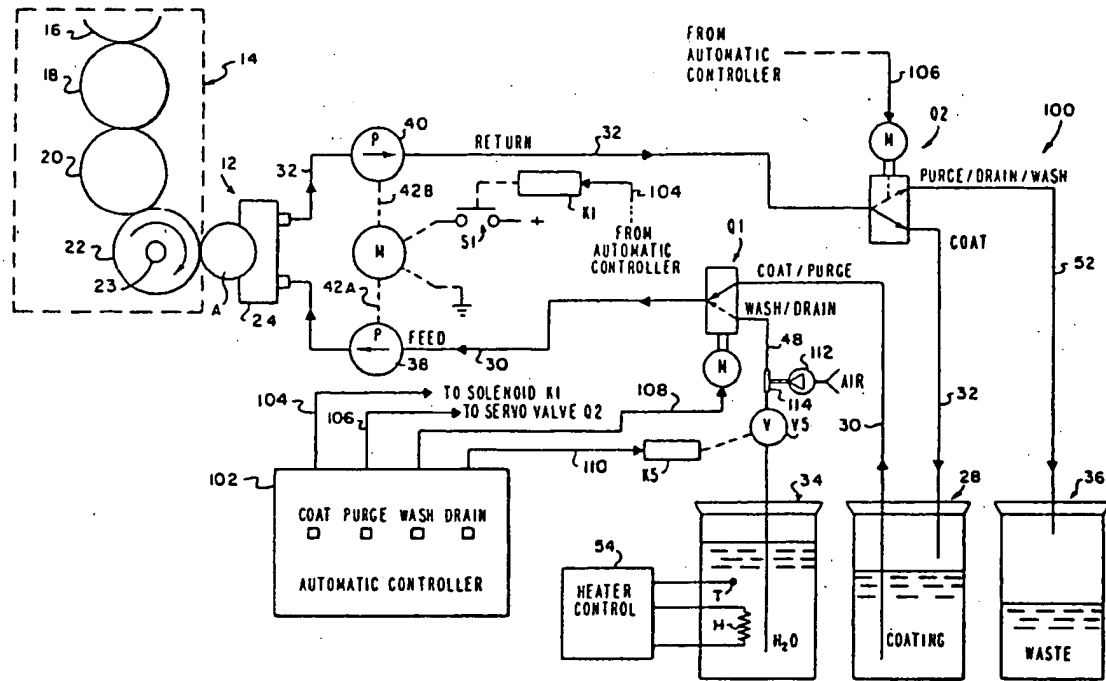 16
18
20
22
23
14
12
A
24
32
P
40
RETURN
32
42B
M
S1
+
K1
104
FROM
AUTOMATIC
CONTROLLER
42A
P
38
FEED
30
FROM
AUTOMATIC
CONTROLLER
106
Q2
100
M
PURGE/DRAIN/WASH
COAT
52
Q1
COAT/PURGE
WASH/DRAIN
48
M
112
AIR
114
V
V5
30
32
104
TO SOLENOID K1
106
TO SERVO VALVE Q2
108
110
K5
102
COAT PURGE WASH DRAIN
AUTOMATIC CONTROLLER
54
HEATER
CONTROL
T
H
34
H₂O
28
COATING
36
WASTE